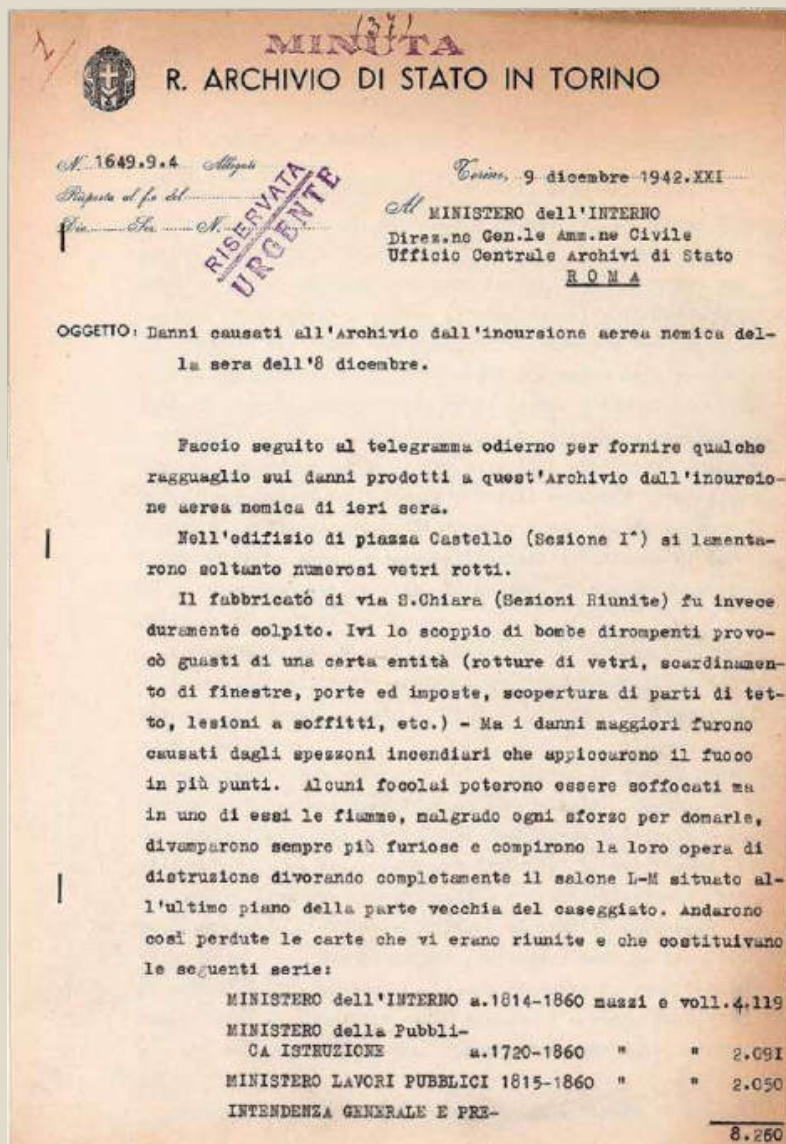 1/
(37)
MINUTA
R. ARCHIVIO DI STATO IN TORINO
N. 1649.9.4 Allegati
Torino, 9 dicembre 1942.XXI
Risposta al f.o del
Div. Sez. N.
RISERVATA
URGENTE
Al MINISTERO dell'INTERNO
Direz.ne Gen.le Amm.ne Civile
Ufficio Centrale Archivi di Stato
ROMA
OGGETTO: Danni causati all'Archivio dall'incursione aerea nemica del-
la sera dell'8 dicembre.
Faccio seguito al telegramma odierno per fornire qualche
ragguaglio sui danni prodotti a quest'Archivio dall'incursio-
ne aerea nemica di ieri sera.
Nell'edifizio di piazza Castello (Sezione I^) si lamenta-
rono soltanto numerosi vetri rotti.
Il fabbricato di via S.Chiara (Sezioni Riunite) fu invece
duramente colpito. Ivi lo scoppio di bombe dirompenti provo-
cò guasti di una certa entità (rotture di vetri, scardinamen-
to di finestre, porte ed imposte, scopertura di parti di tet-
to, lesioni a soffitti, etc.) - Ma i danni maggiori furono
causati dagli spezzoni incendiari che appiccarono il fuoco
in più punti. Alcuni focolai poterono essere soffocati ma
in uno di essi le fiamme, malgrado ogni sforzo per domarle,
divamparono sempre più furiose e compirono la loro opera di
distruzione divorando completamente il salone L-M situato al-
l'ultimo piano della parte vecchia del caseggiato. Andarono
così perdute le carte che vi erano riunite e che costituivano
le seguenti serie:
MINISTERO dell'INTERNO a.1814-1860 mazzi e voll.4.119
MINISTERO della Pubbli-
CA ISTRUZIONE a.1720-1860 " " 2.091
MINISTERO LAVORI PUBBLICI 1815-1860 " " 2.050
INTENDENZA GENERALE E PRE-
8.260